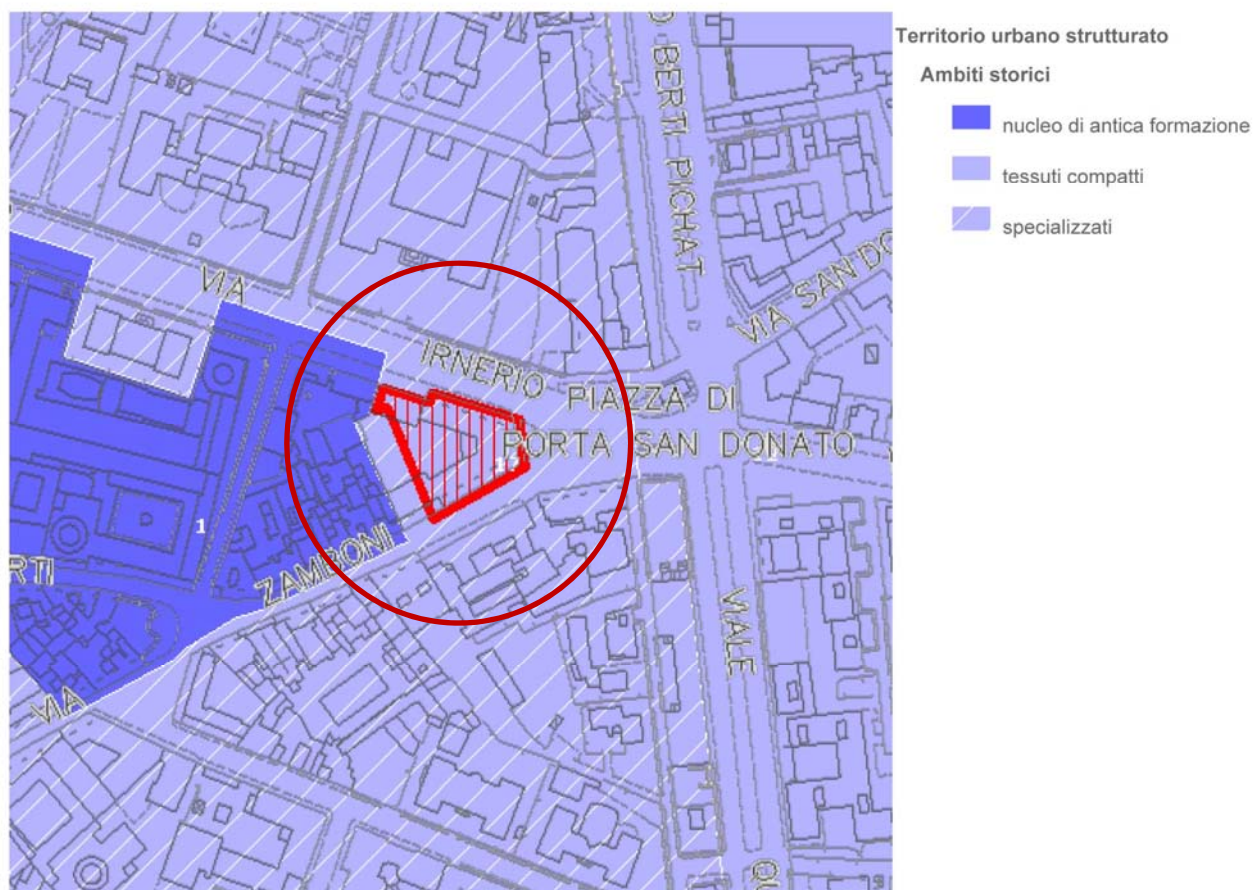 Territorio urbano strutturato
Ambiti storici
nucleo di antica formazione
tessuti compatti
specializzati
BERTI PICHAT
VIA SAN DO
VIA
IRNERIO
PIAZZA DI
PORTA SAN DONATO
1
RTI
ZAMBONI
VIA
VIALE